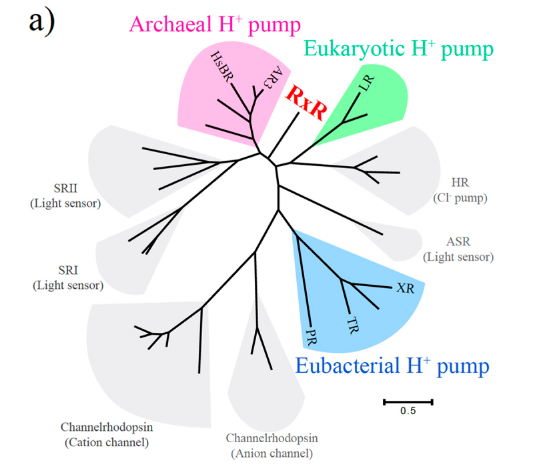 a)
Archaeal H⁺ pump
Eukaryotic H⁺ pump
HsBR
AR3
RxR
LR
SRII
(Light sensor)
HR
(Cl⁻ pump)
ASR
(Light sensor)
SRI
(Light sensor)
XR
TR
PR
Eubacterial H⁺ pump
0.5
Channelrhodopsin
(Cation channel)
Channelrhodopsin
(Anion channel)